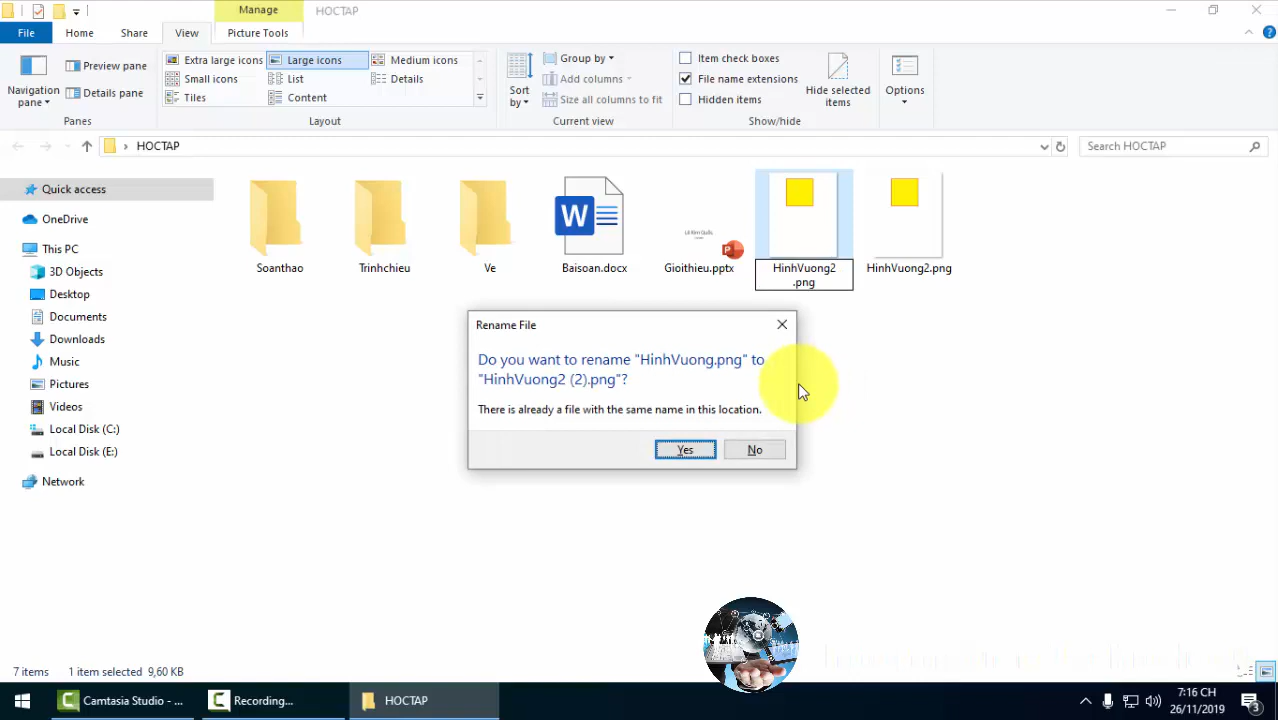 Manage
HOCTAP
File
Home
Share
View
Picture Tools
Navigation
pane
Preview pane
Details pane
Panes
Extra large icons
Large icons
Medium icons
Small icons
List
Details
Tiles
Content
Layout
Sort
by
Group by
Add columns
Size all columns to fit
Current view
Item check boxes
File name extensions
Hidden items
Hide selected
items
Show/hide
Options
HOCTAP
Search HOCTAP
Quick access
OneDrive
This PC
3D Objects
Desktop
Documents
Downloads
Music
Pictures
Videos
Local Disk (C:)
Local Disk (E:)
Network
Soanthao
Trinhchieu
Ve
Baisoan.docx
Gioithieu.pptx
HinhVuong2
.png
HinhVuong2.png
Rename File
Do you want to rename "HinhVuong.png" to
"HinhVuong2 (2).png"?
There is already a file with the same name in this location.
Yes
No
7 items
1 item selected 9,60 KB
Camtasia Studio - ...
Recording...
HOCTAP
7:16 CH
26/11/2019
3